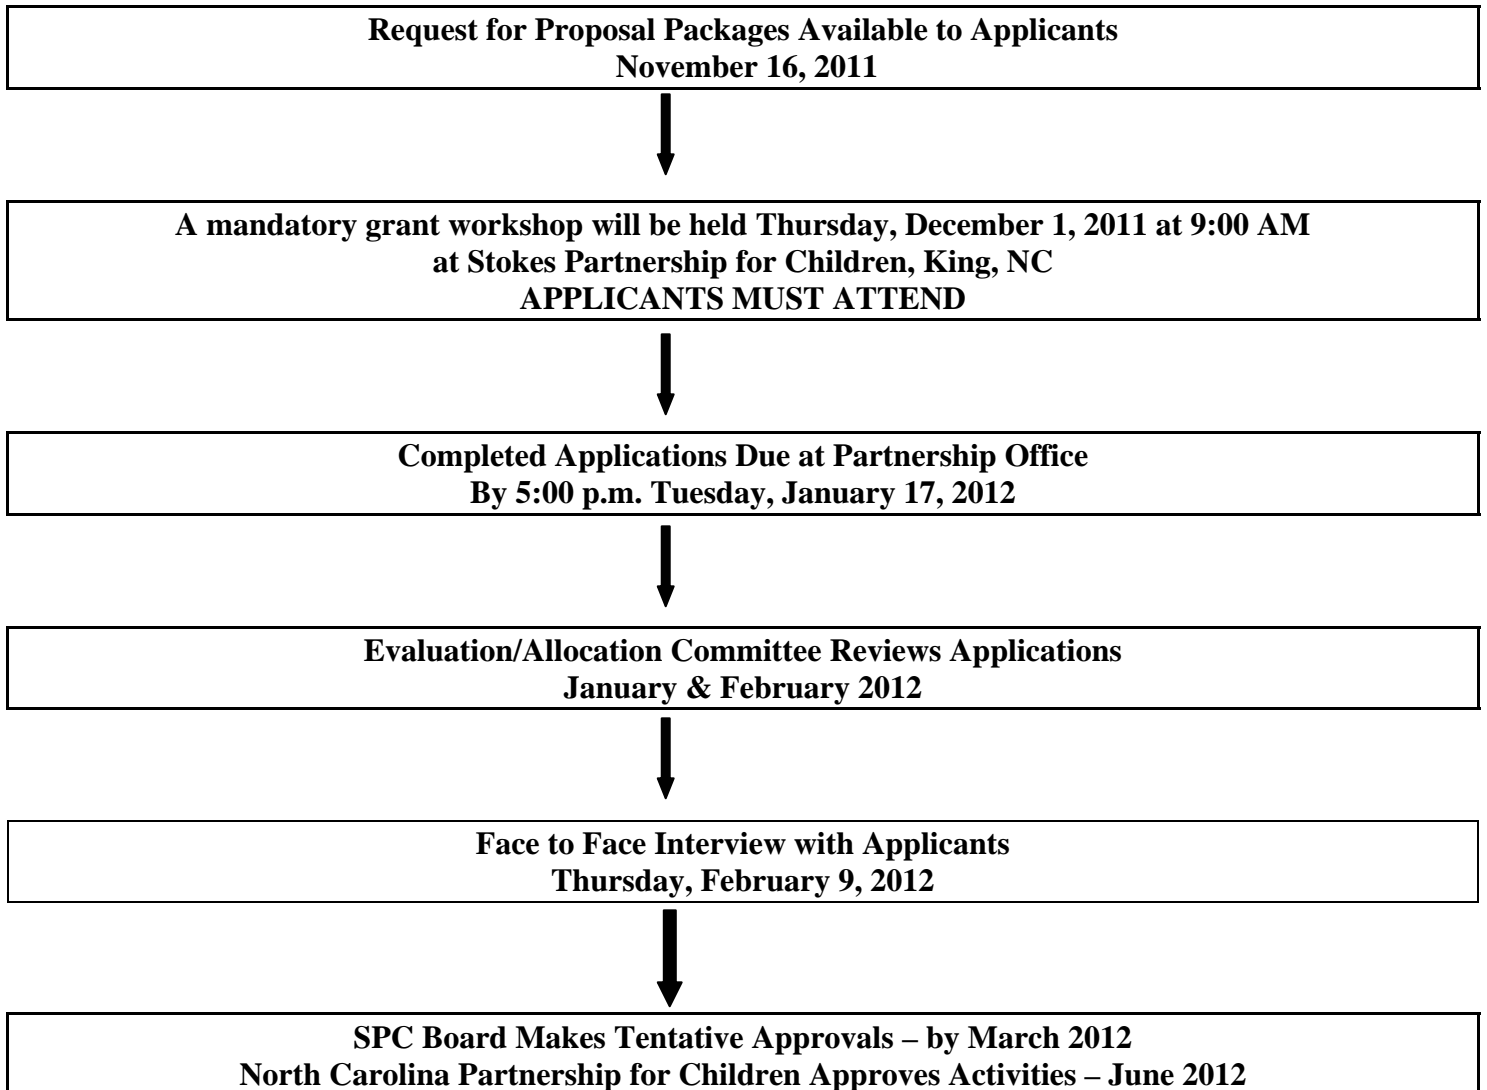 Request for Proposal Packages Available to Applicants
November 16, 2011
A mandatory grant workshop will be held Thursday, December 1, 2011 at 9:00 AM
at Stokes Partnership for Children, King, NC
APPLICANTS MUST ATTEND
Completed Applications Due at Partnership Office
By 5:00 p.m. Tuesday, January 17, 2012
Evaluation/Allocation Committee Reviews Applications
January & February 2012
Face to Face Interview with Applicants
Thursday, February 9, 2012
SPC Board Makes Tentative Approvals – by March 2012
North Carolina Partnership for Children Approves Activities – June 2012